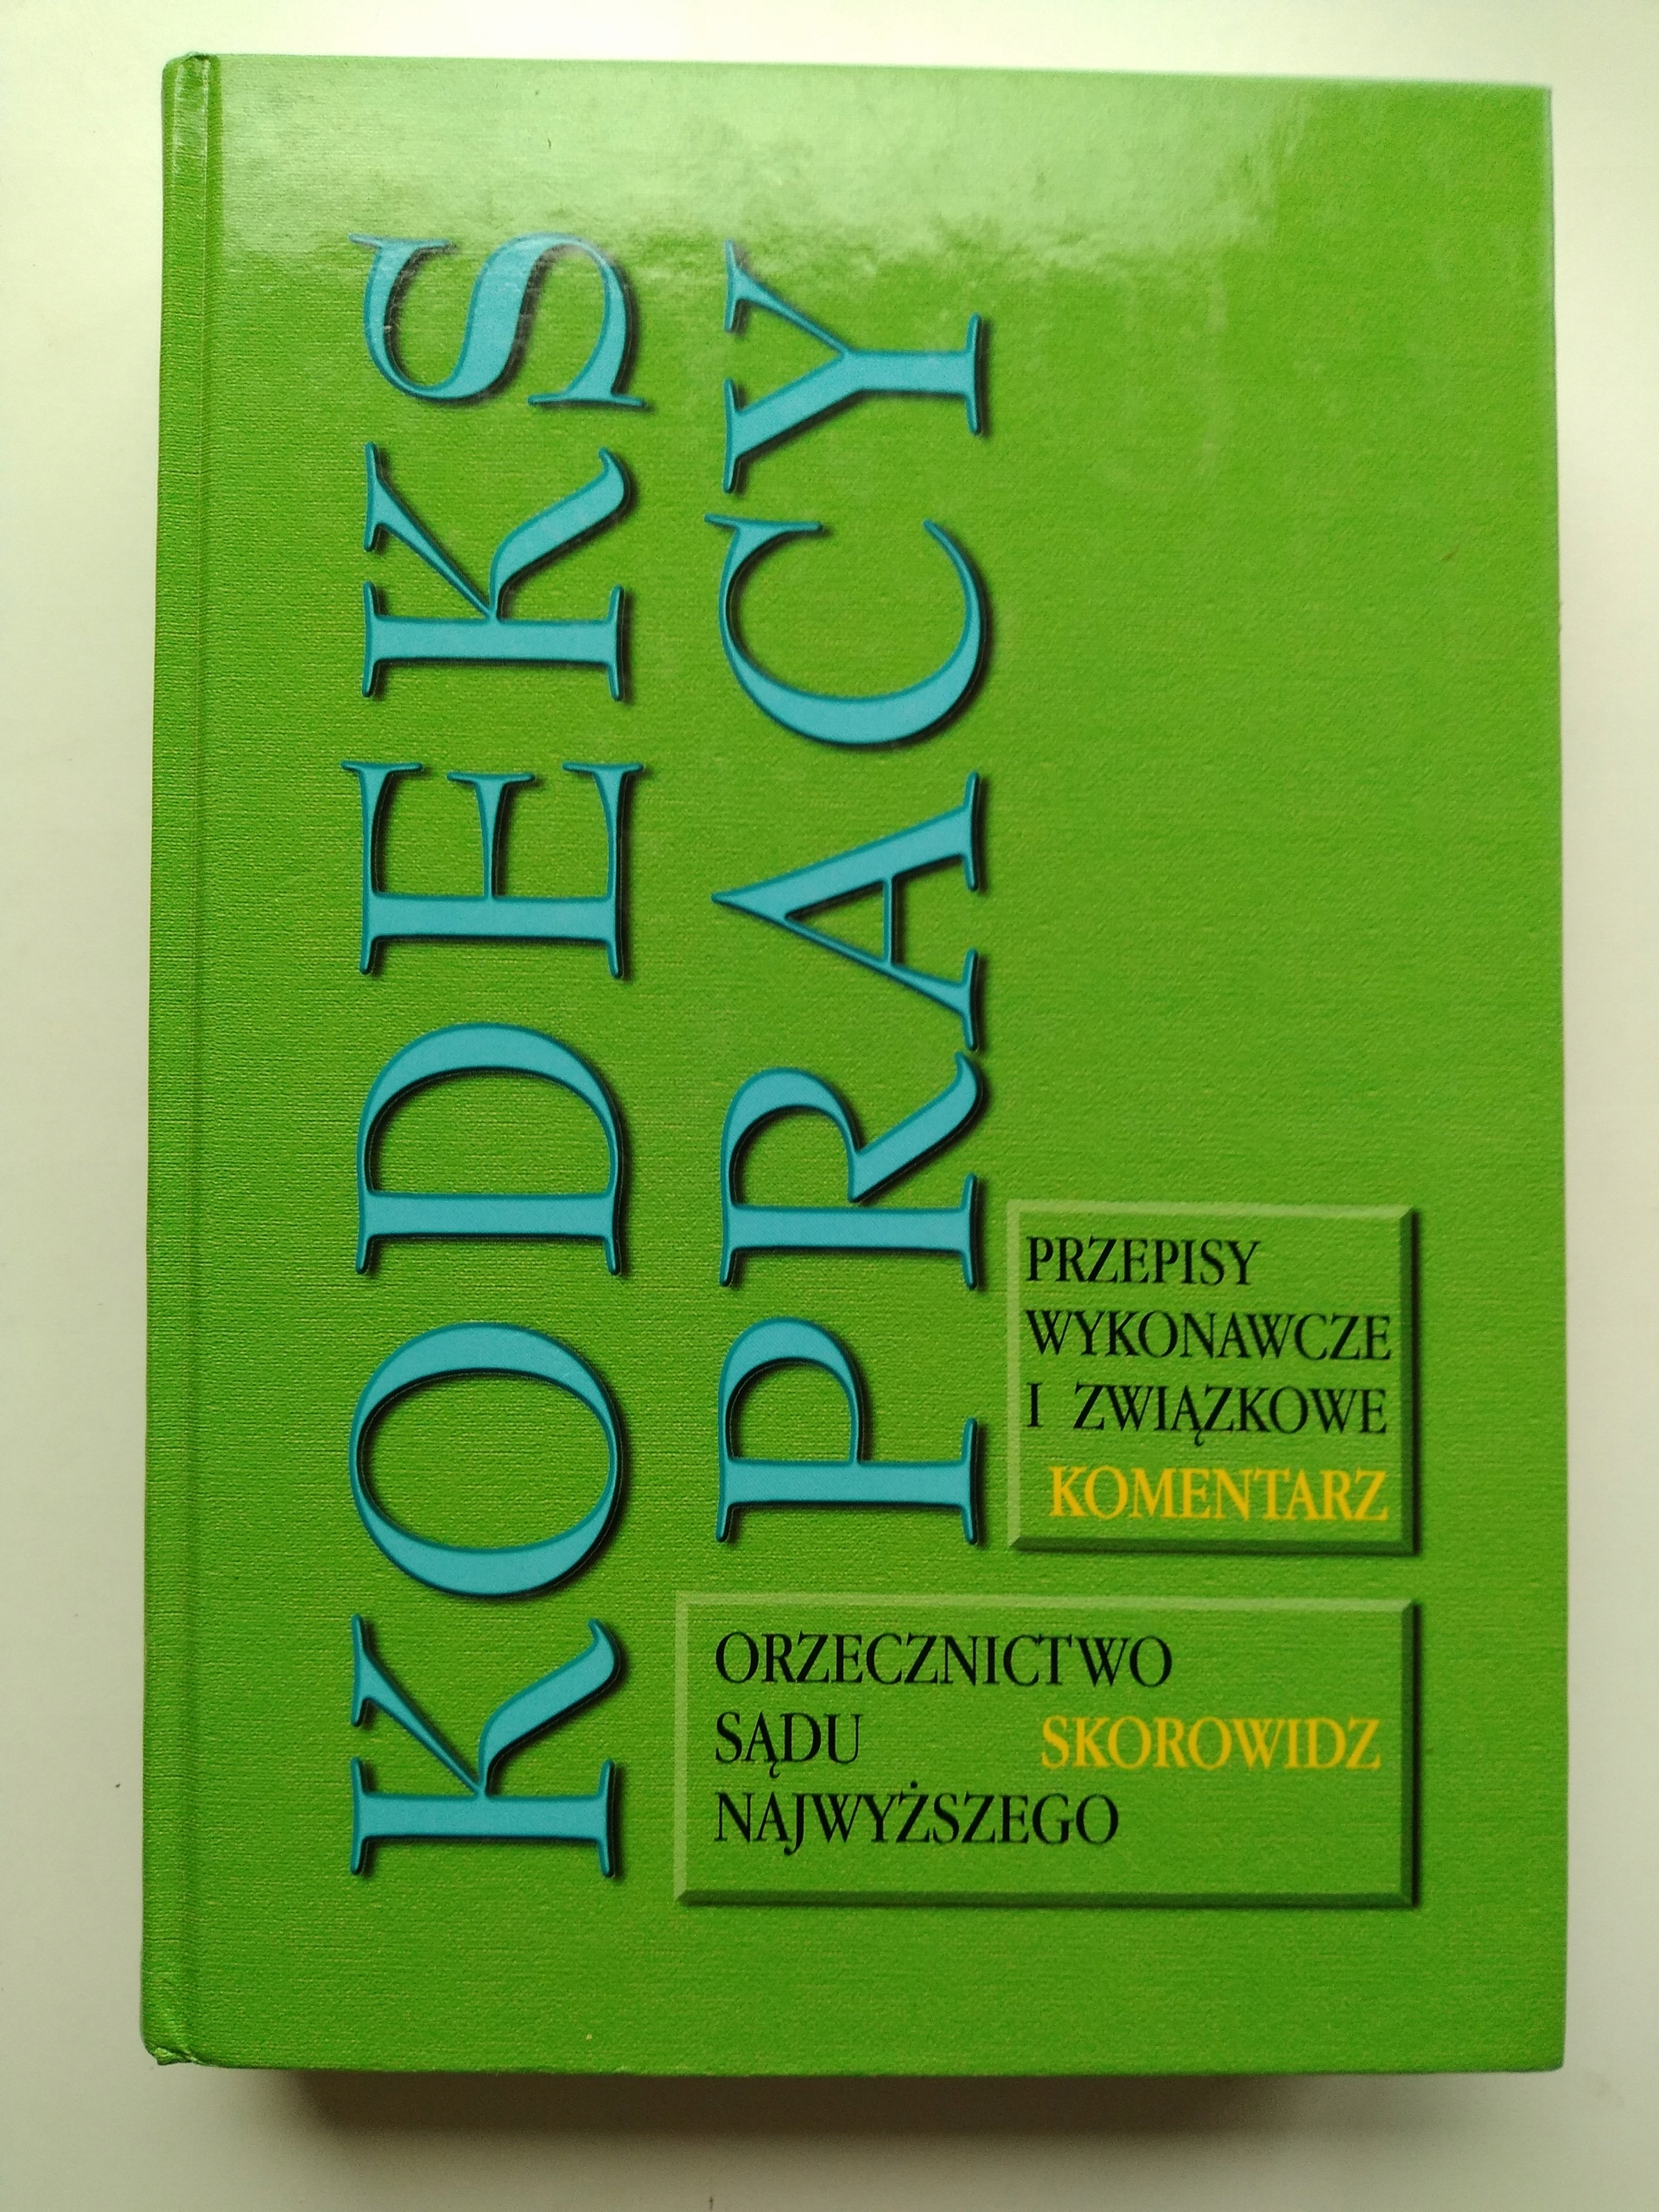 KODEKS
PRACY
PRZEPISY
WYKONAWCZE
I ZWIĄZKOWE
KOMENTARZ
ORZECZNICTWO
SĄDU SKOROWIDZ
NAJWYŻSZEGO